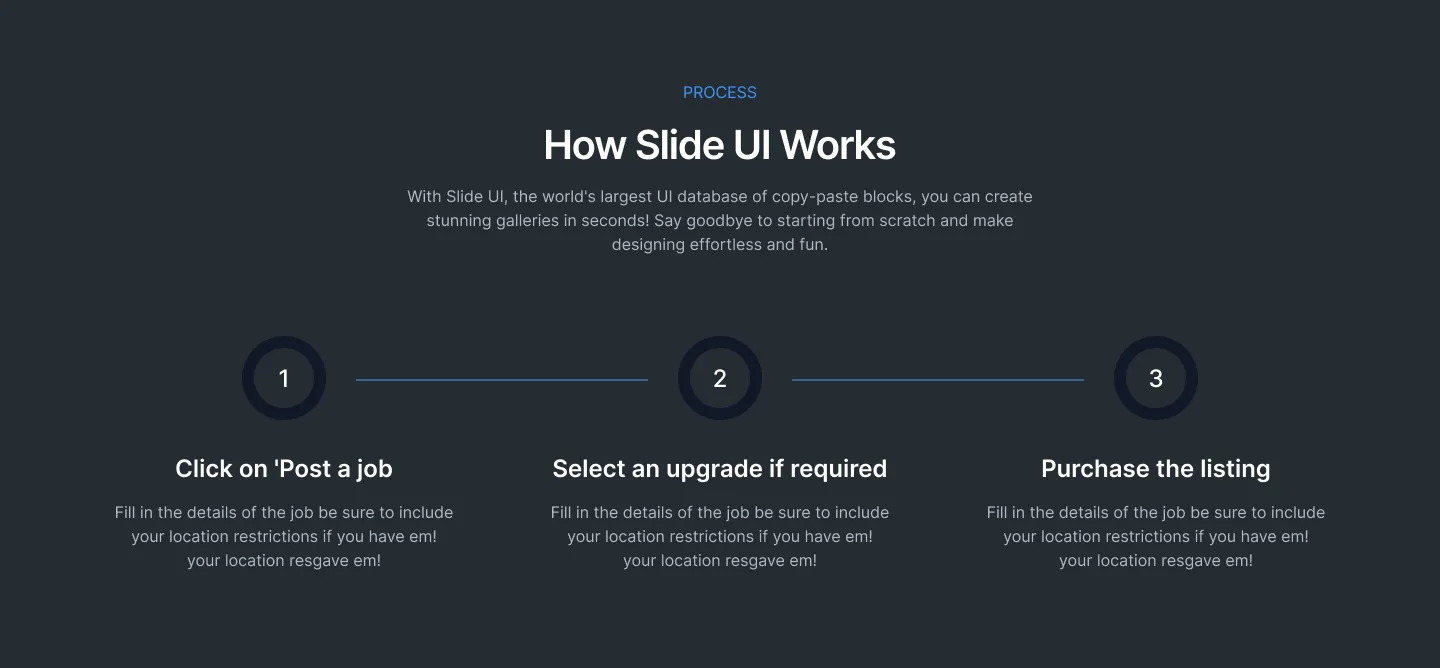 PROCESS
How Slide UI Works
With Slide UI, the world's largest UI database of copy-paste blocks, you can create
stunning galleries in seconds! Say goodbye to starting from scratch and make
designing effortless and fun.
1
2
3
Click on 'Post a job
Fill in the details of the job be sure to include
your location restrictions if you have em!
your location resgave em!
Select an upgrade if required
Fill in the details of the job be sure to include
your location restrictions if you have em!
your location resgave em!
Purchase the listing
Fill in the details of the job be sure to include
your location restrictions if you have em!
your location resgave em!